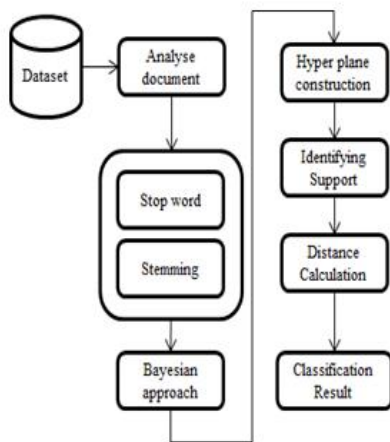 Dataset
Analyse
document
Stop word
Stemming
Bayesian
approach
Hyper plane
construction
Identifying
Support
Distance
Calculation
Classification
Result